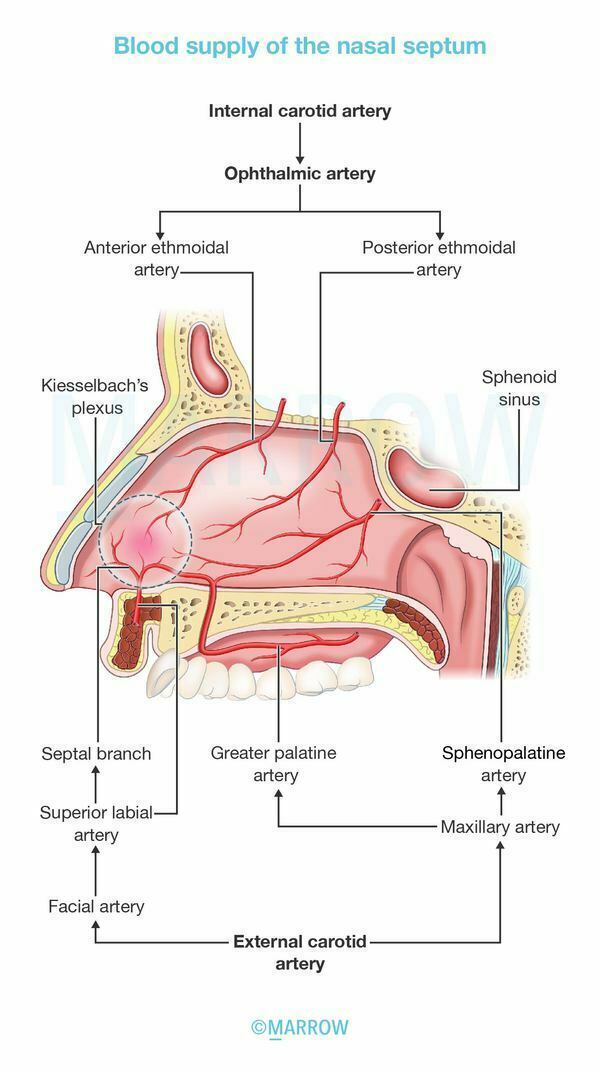 Blood supply of the nasal septum
Internal carotid artery
Ophthalmic artery
Anterior ethmoidal
artery
Posterior ethmoidal
artery
Kiesselbach's
plexus
Sphenoid
sinus
MARROW
Septal branch
Greater palatine
artery
Sphenopalatine
artery
Superior labial
artery
Maxillary artery
Facial artery
External carotid
artery
©MARROW